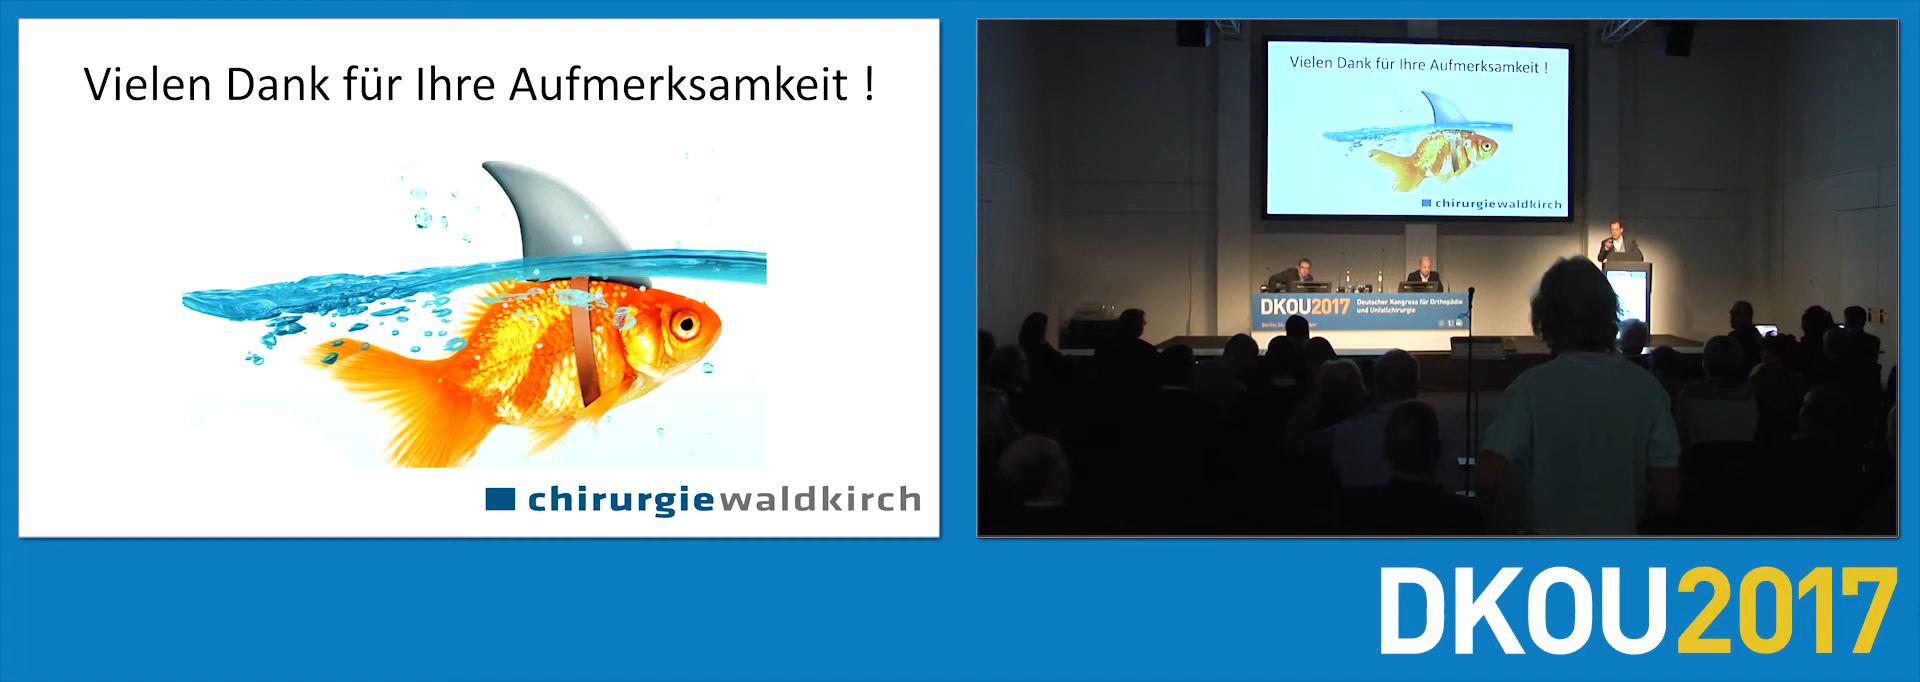 Vielen Dank für Ihre Aufmerksamkeit !
chirurgiewaldkirch
Vielen Dank für Ihre Aufmerksamkeit !
chirurgiewaldkirch
DKOU2017
Deutscher Kongress für Orthopädie
und Unfallchirurgie
DKOU2017